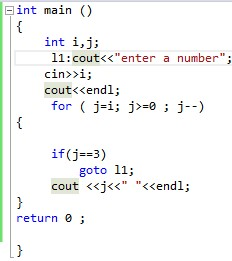 int main ()
{
int i,j;
l1:cout<<"enter a number";
cin>>i;
cout<<endl;
for ( j=i; j>=0 ; j--)
{
if(j==3)
goto l1;
cout <<j<<" "<<endl;
}
return 0 ;
}